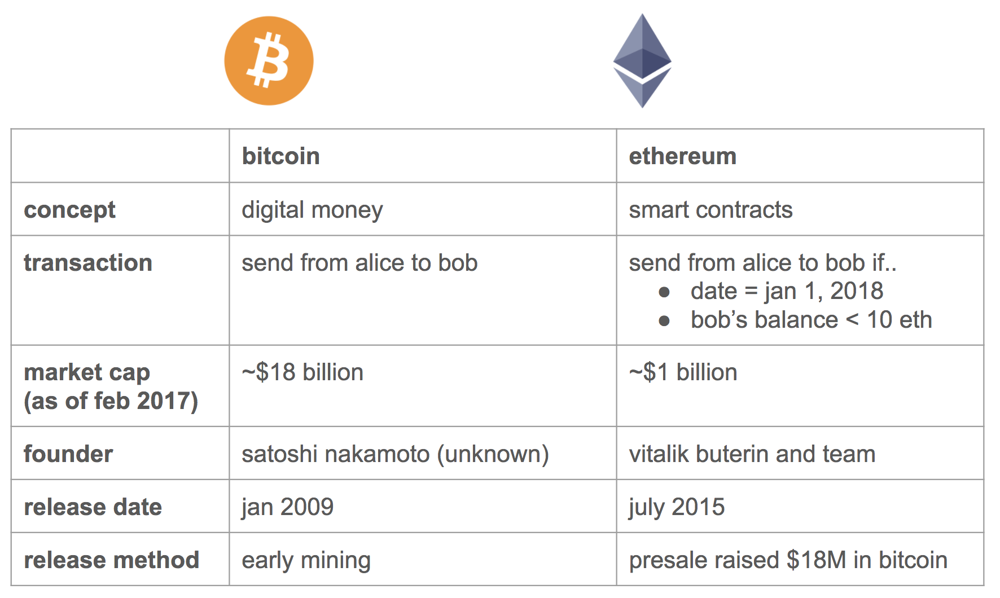 bitcoin
ethereum
concept
digital money
smart contracts
transaction
send from alice to bob
send from alice to bob if..
● date = jan 1, 2018
● bob’s balance < 10 eth
market cap
(as of feb 2017)
~$18 billion
~$1 billion
founder
satoshi nakamoto (unknown)
vitalik buterin and team
release date
jan 2009
july 2015
release method
early mining
presale raised $18M in bitcoin